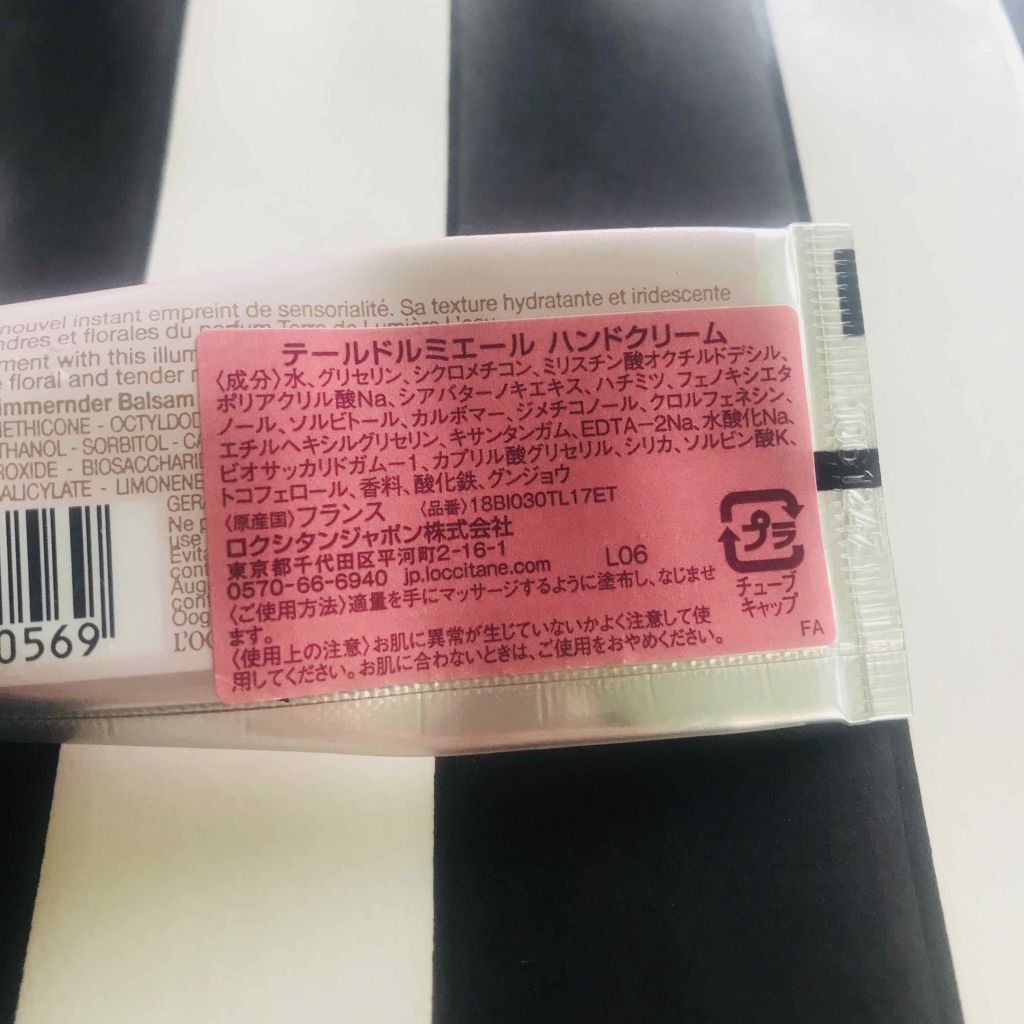 nouvel instant empreint de sensorialité. Sa texture hydratante et iridescente
ndres et florales du parfum Terre de Lumière L'eau
ment with this illum
floral and tender
immernder Balsam
METHICONE - OCTYLDOD
THANOL - SORBITOL - CA
ROXIDE - BIOSACCHARI
ALICYLATE - LIMONENE
GERA
Ne p
use
Evita
cont
Aug
con
Oog
L'OC
0569
テールドルミエール ハンドクリーム
〈成分〉水、グリセリン、シクロメチコン、ミリスチン酸オクチルドデシル、
ポリアクリル酸Na、シアバターノキエキス、ハチミツ、フェノキシエタ
ノール、ソルビトール、カルボマー、ジメチコノール、クロルフェネシン、
エチルヘキシルグリセリン、キサンタンガム、EDTA-2Na、水酸化Na、
ビオサッカリドガム-1、カプリル酸グリセリル、シリカ、ソルビン酸K、
トコフェロール、香料、酸化鉄、グンジョウ
〈原産国〉フランス 〈品番〉18BI030TL17ET
ロクシタンジャポン株式会社
東京都千代田区平河町2-16-1 L06
0570-66-6940 jp.loccitane.com
〈ご使用方法〉適量を手にマッサージするように塗布し、なじませ
ます。
〈使用上の注意〉お肌に異常が生じていないかよく注意して使
用してください。お肌に合わないときは、ご使用をおやめください。
プラ
チューブ
キャップ
FA